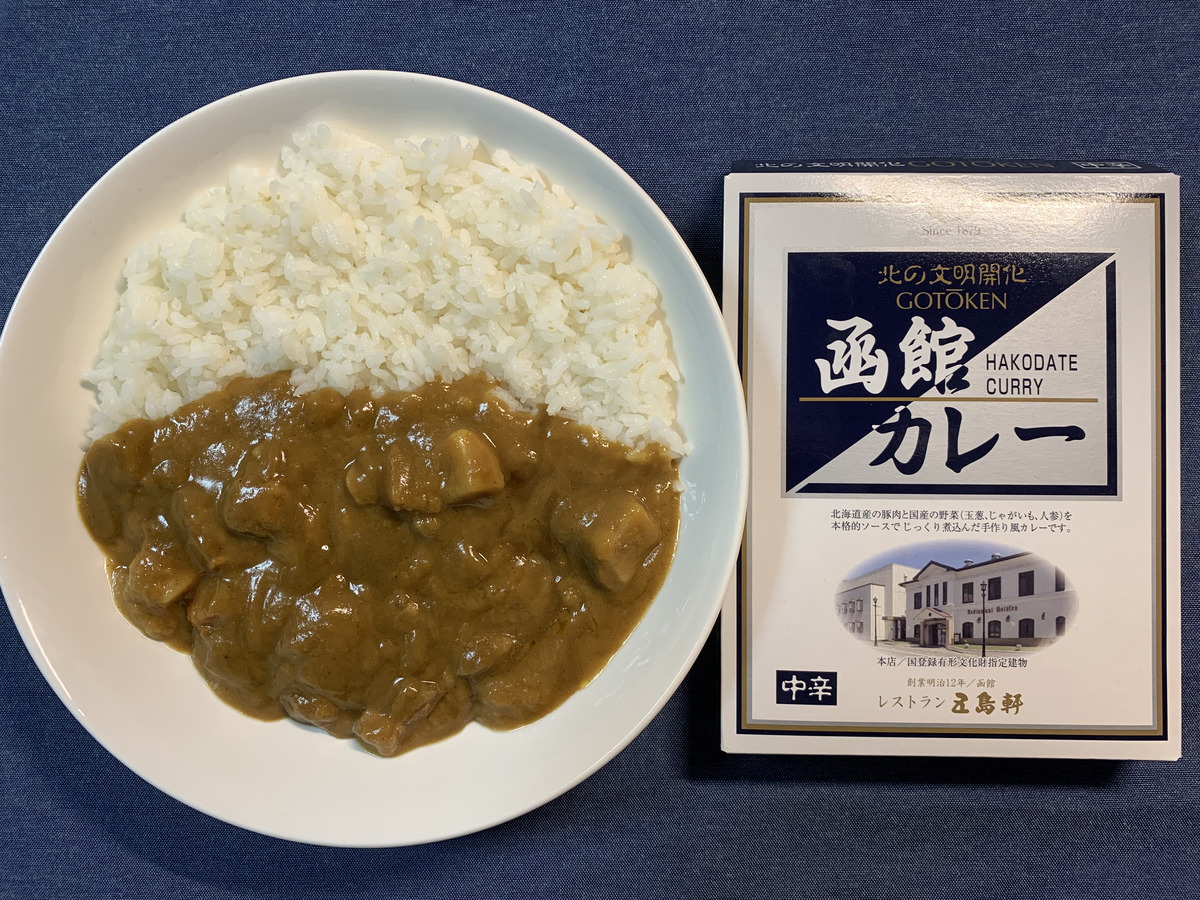 北の文明開化 GOTOKEN 中辛
Since 1879
北の文明開化
GOTŌKEN
函館
HAKODATE
CURRY
カレー
北海道産の豚肉と国産の野菜(玉葱、じゃがいも、人参)を
本格的ソースでじっくり煮込んだ手作り風カレーです。
Restaurant Gotoken
本店/国登録有形文化財指定建物
中辛
創業明治12年/函館
レストラン 五島軒